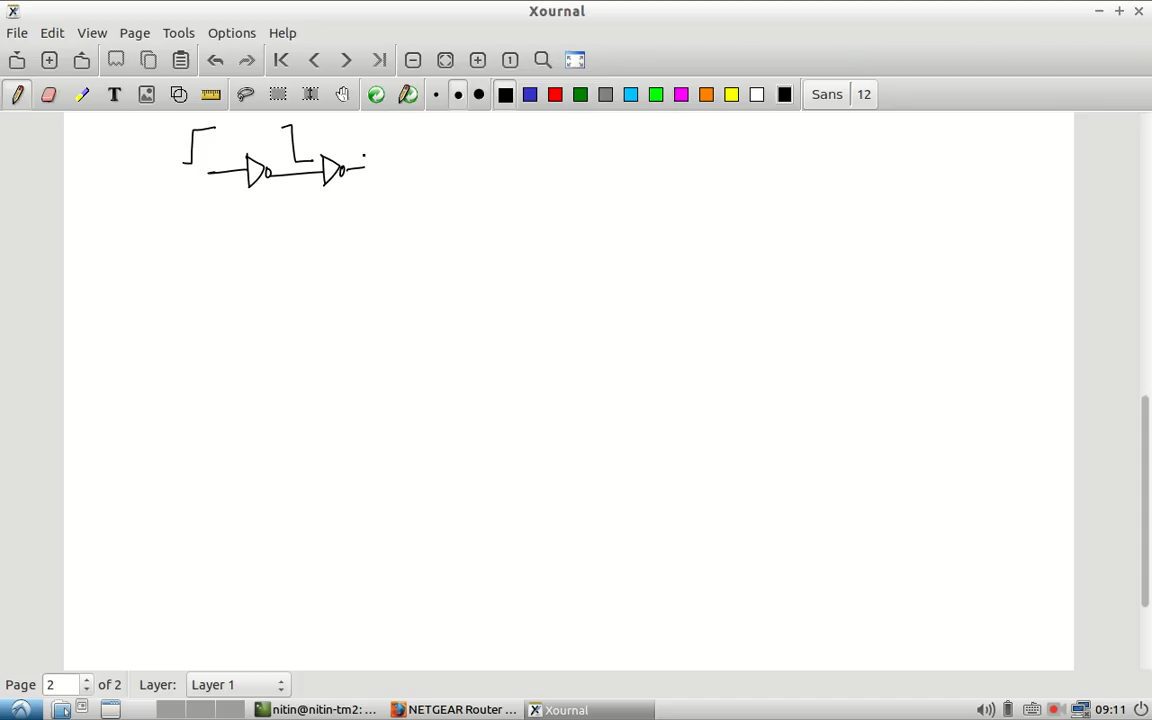 Xournal
File Edit View Page Tools Options Help
Sans 12
Page 2 of 2 Layer: Layer 1
nitin@nitin-tm2: ... NETGEAR Router ... Xournal 09:11